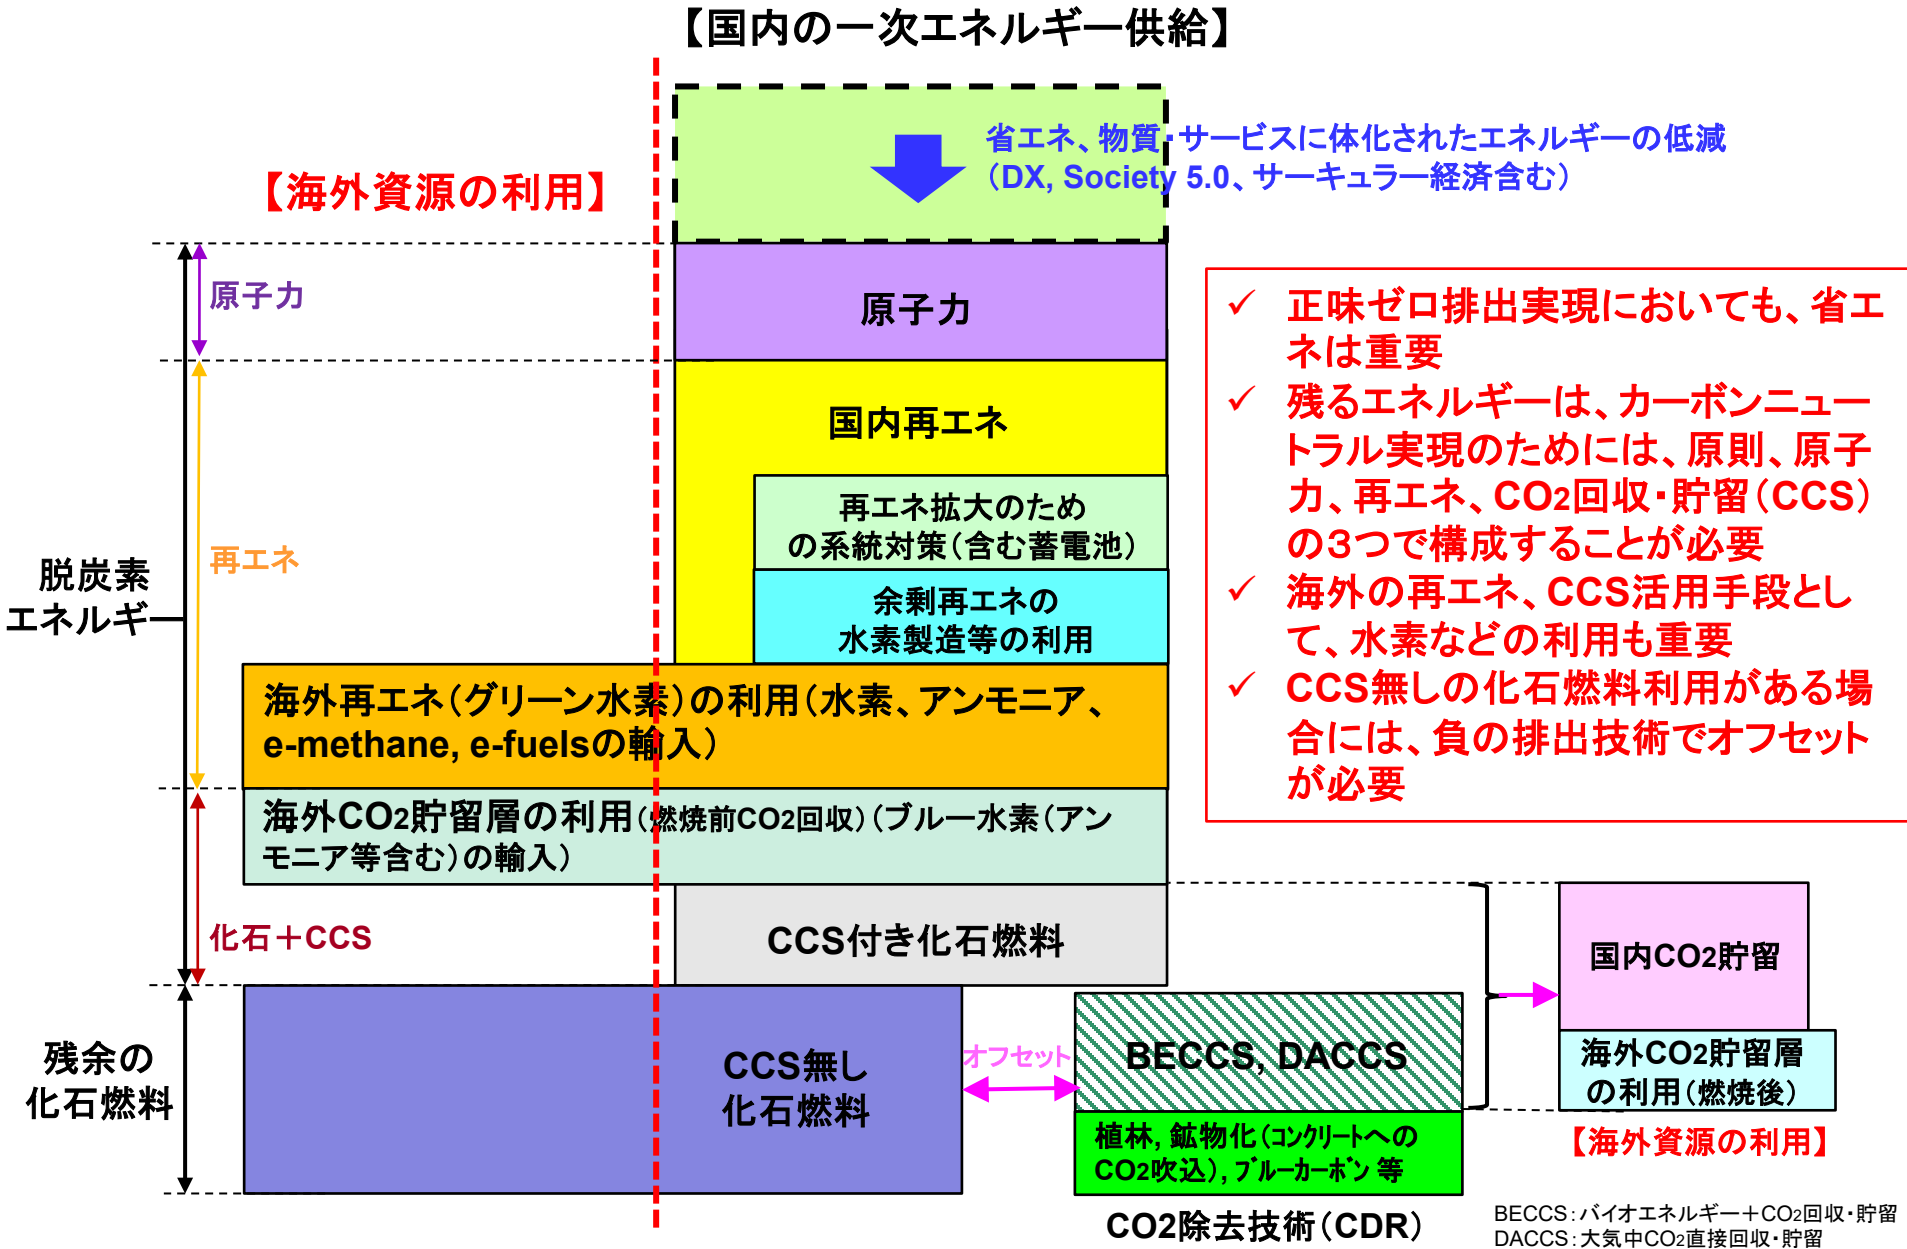 【国内の一次エネルギー供給】
省エネ、物質・サービスに体化されたエネルギーの低減
（DX, Society 5.0、サーキュラー経済含む）
【海外資源の利用】
原子力
原子力
国内再エネ
再エネ拡大のため
の系統対策（含む蓄電池）
余剰再エネの
水素製造等の利用
再エネ
脱炭素
エネルギー
海外再エネ（グリーン水素）の利用（水素、アンモニア、
e-methane, e-fuelsの輸入）
海外CO2貯留層の利用（燃焼前CO2回収）（ブルー水素（アン
モニア等含む）の輸入）
化石＋CCS
CCS付き化石燃料
残余の
化石燃料
CCS無し
化石燃料
オフセット
BECCS, DACCS
植林, 鉱物化（コンクリートへの
CO2吹込）, ブルーカーボン 等
CO2除去技術（CDR）
✓ 正味ゼロ排出実現においても、省エ
ネは重要
✓ 残るエネルギーは、カーボンニュー
トラル実現のためには、原則、原子
力、再エネ、CO2回収・貯留（CCS）
の３つで構成することが必要
✓ 海外の再エネ、CCS活用手段とし
て、水素などの利用も重要
✓ CCS無しの化石燃料利用がある場
合には、負の排出技術でオフセット
が必要
国内CO2貯留
海外CO2貯留層
の利用（燃焼後）
【海外資源の利用】
BECCS：バイオエネルギー＋CO2回収・貯留
DACCS：大気中CO2直接回収・貯留